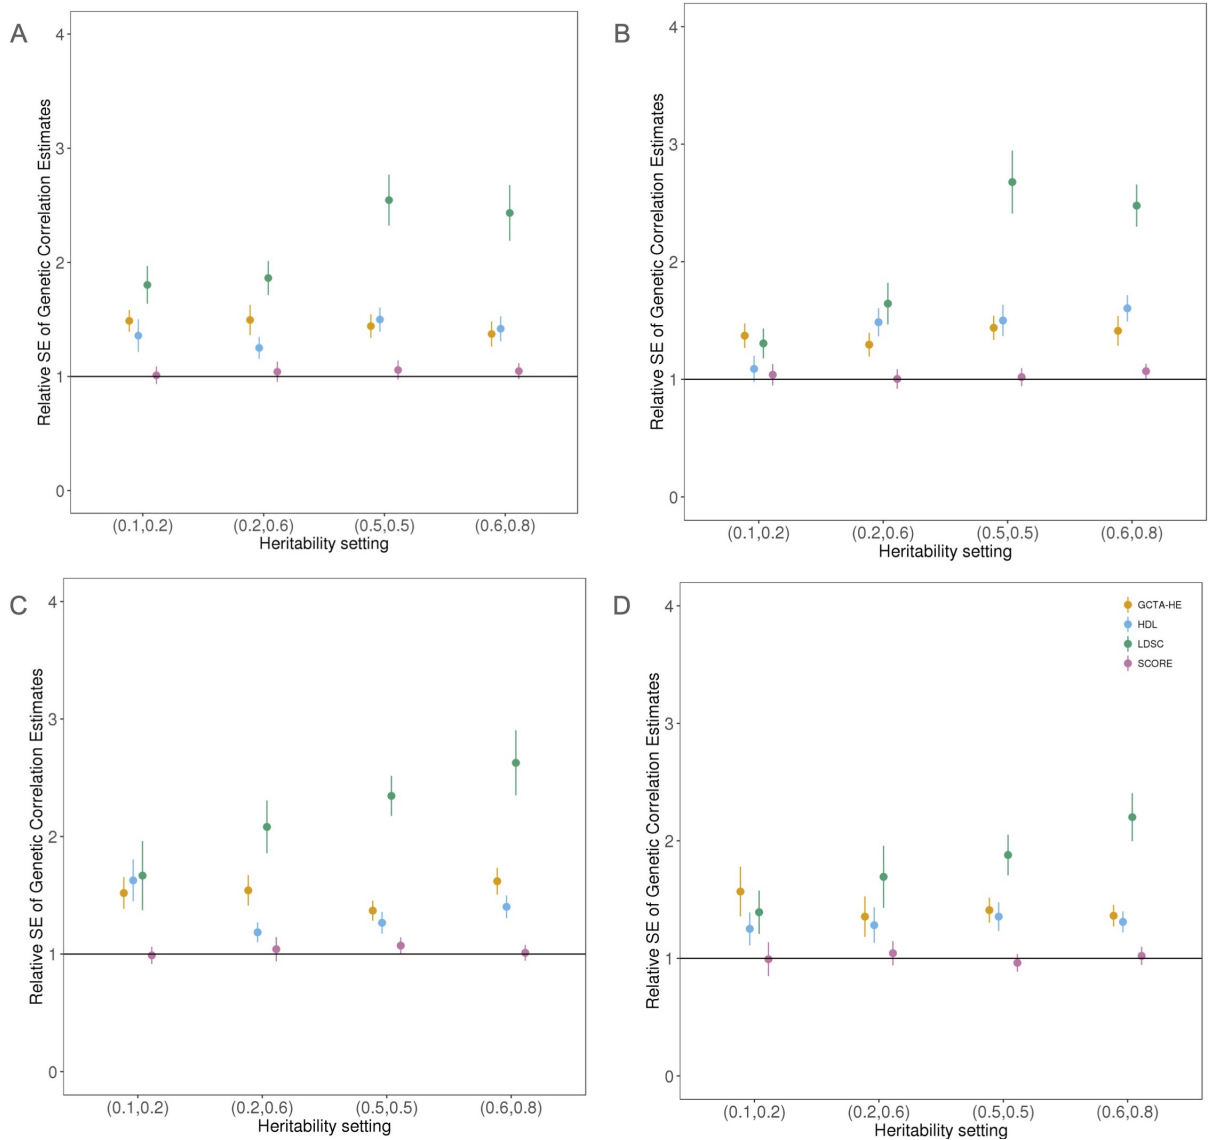 A
Relative SE of Genetic Correlation Estimates
4
3
2
1
0
(0.1,0.2) (0.2,0.6) (0.5,0.5) (0.6,0.8)
Heritability setting
B
Relative SE of Genetic Correlation Estimates
4
3
2
1
0
(0.1,0.2) (0.2,0.6) (0.5,0.5) (0.6,0.8)
Heritability setting
C
Relative SE of Genetic Correlation Estimates
4
3
2
1
0
(0.1,0.2) (0.2,0.6) (0.5,0.5) (0.6,0.8)
Heritability setting
D
Relative SE of Genetic Correlation Estimates
4
3
2
1
0
GCTA-HE
HDL
LDSC
SCORE
(0.1,0.2) (0.2,0.6) (0.5,0.5) (0.6,0.8)
Heritability setting